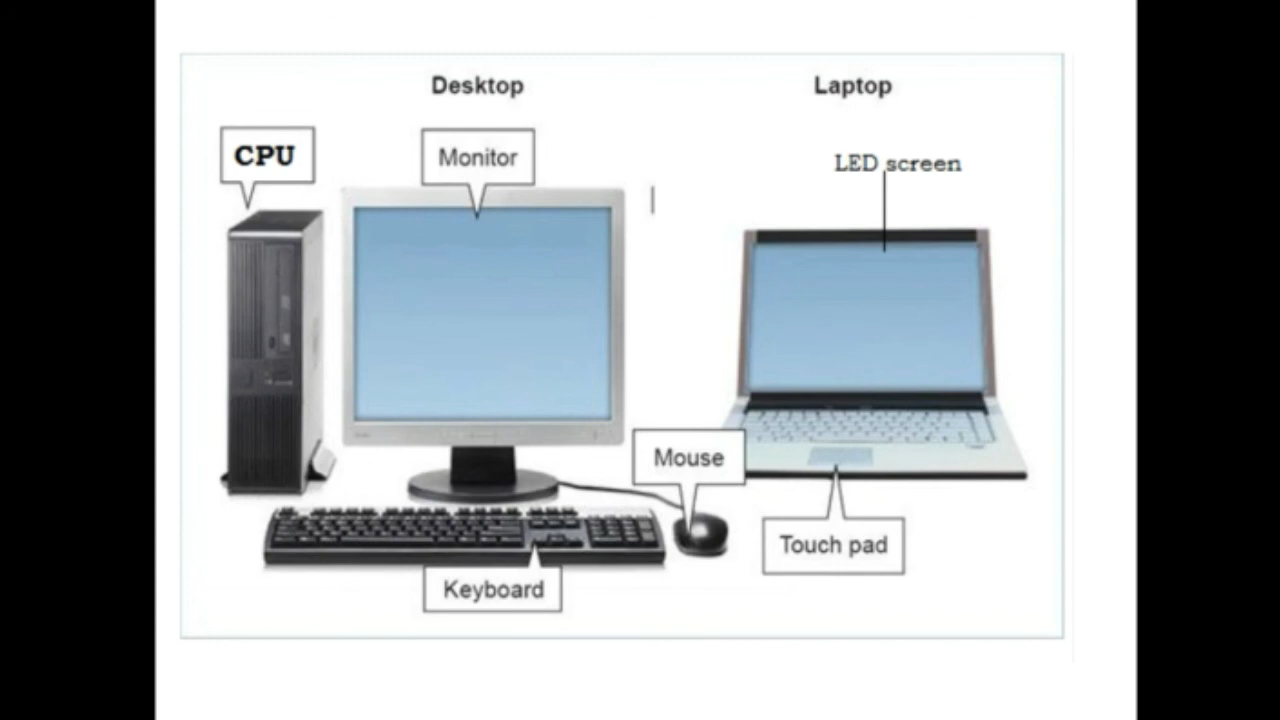 Desktop
Laptop
CPU
Monitor
LED screen
Mouse
Touch pad
Keyboard